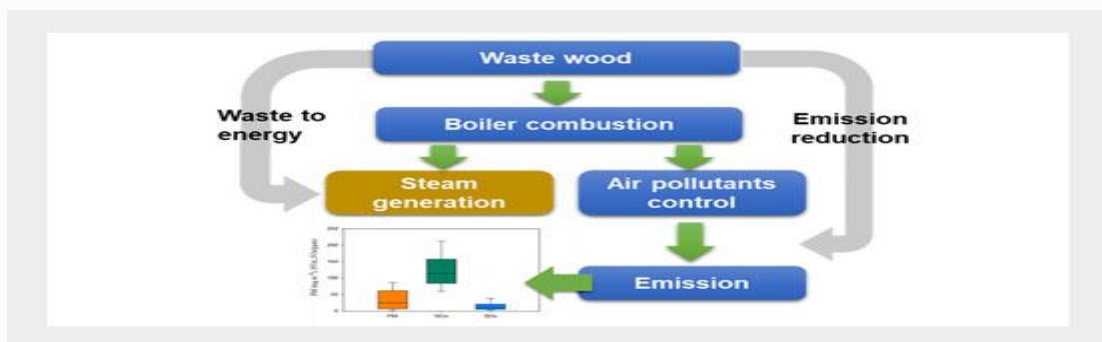 Waste wood
Waste to
energy
Boiler combustion
Emission
reduction
Steam
generation
Air pollutants
control
Emission